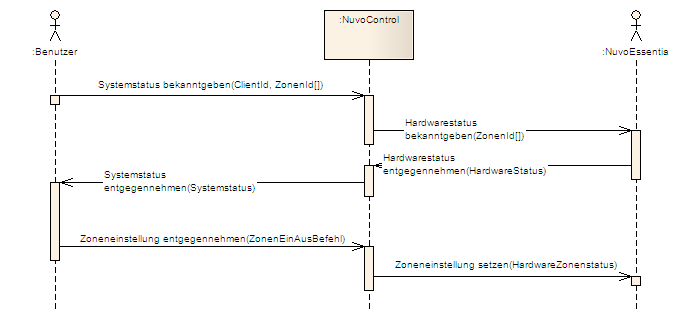 :NuvoControl
:Benutzer
:NuvoEssentia
Systemstatus bekanntgeben(ClientId, ZonenId[])
Hardwarestatus
bekanntgeben(ZonenId[])
Hardwarestatus
entgegennehmen(HardwareStatus)
Systemstatus
entgegennehmen(Systemstatus)
Zoneneinstellung entgegennehmen(ZonenEinAusBefehl)
Zoneneinstellung setzen(HardwareZonenstatus)